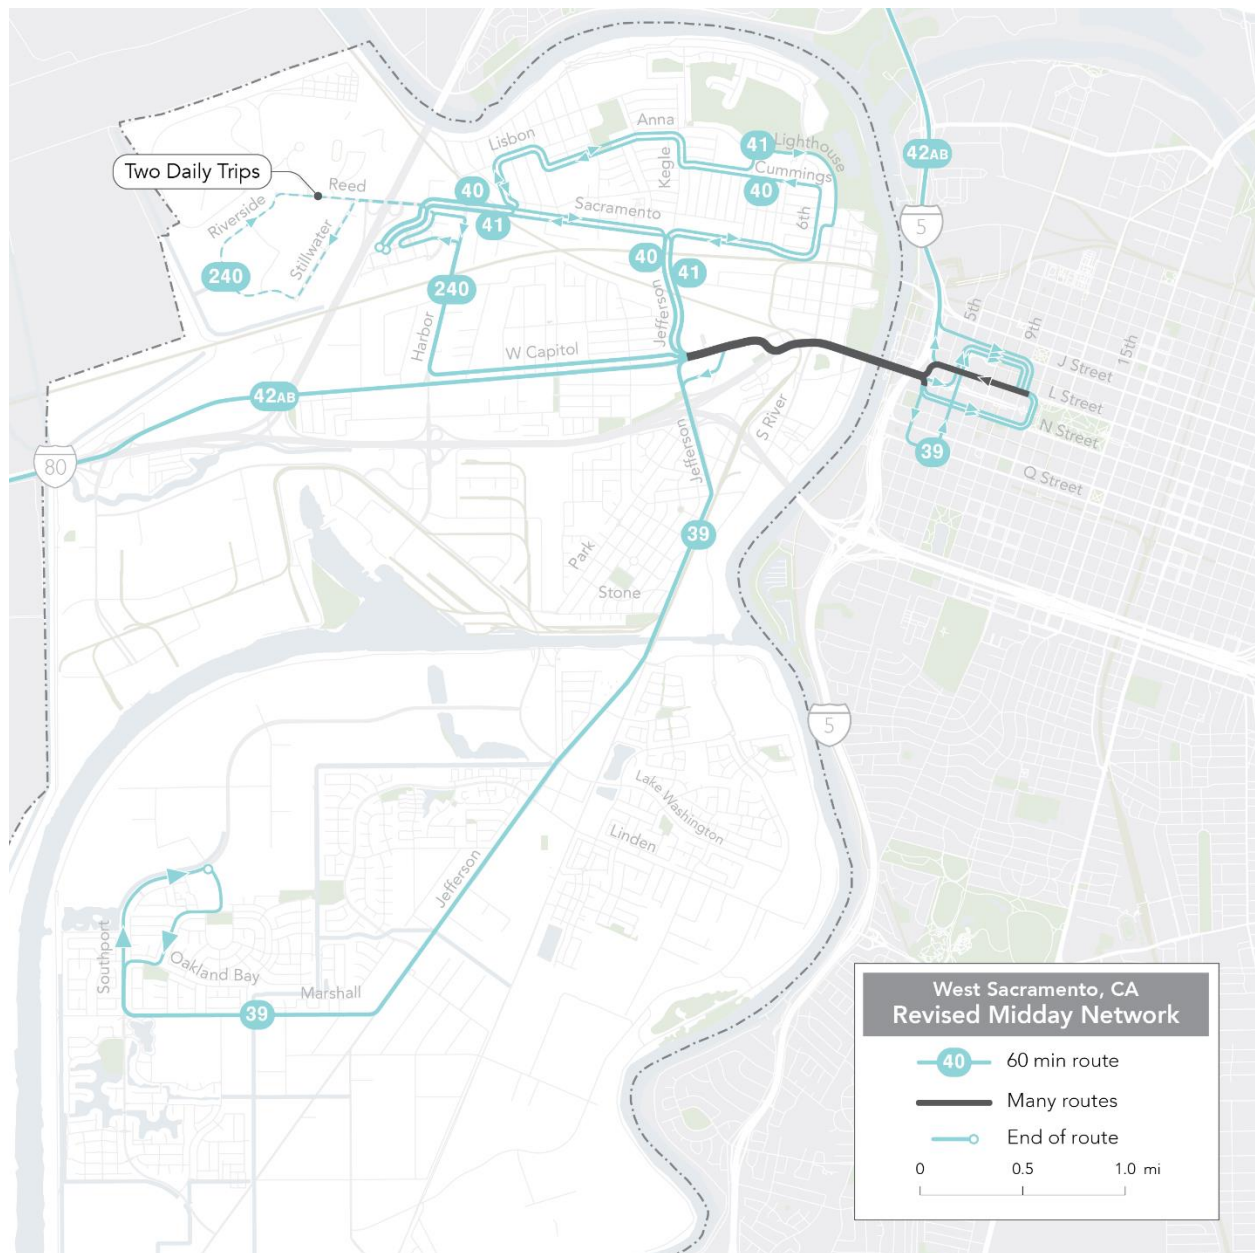 Anna
Lisbon
41
Lighthouse
42AB
Two Daily Trips
Reed
Kegle
Cummings
40
40
Riverside
Sacramento
41
6th
5
Stillwater
240
40
41
240
5th
9th
15th
Harbor
Jefferson
W Capitol
J Street
L Street
42AB
S River
N Street
39
80
Jefferson
Q Street
39
Park
Stone
5
Lake Washington
Linden
Jefferson
Southport
Oakland Bay
Marshall
39
West Sacramento, CA
Revised Midday Network
40
60 min route
Many routes
End of route
0 0.5 1.0 mi